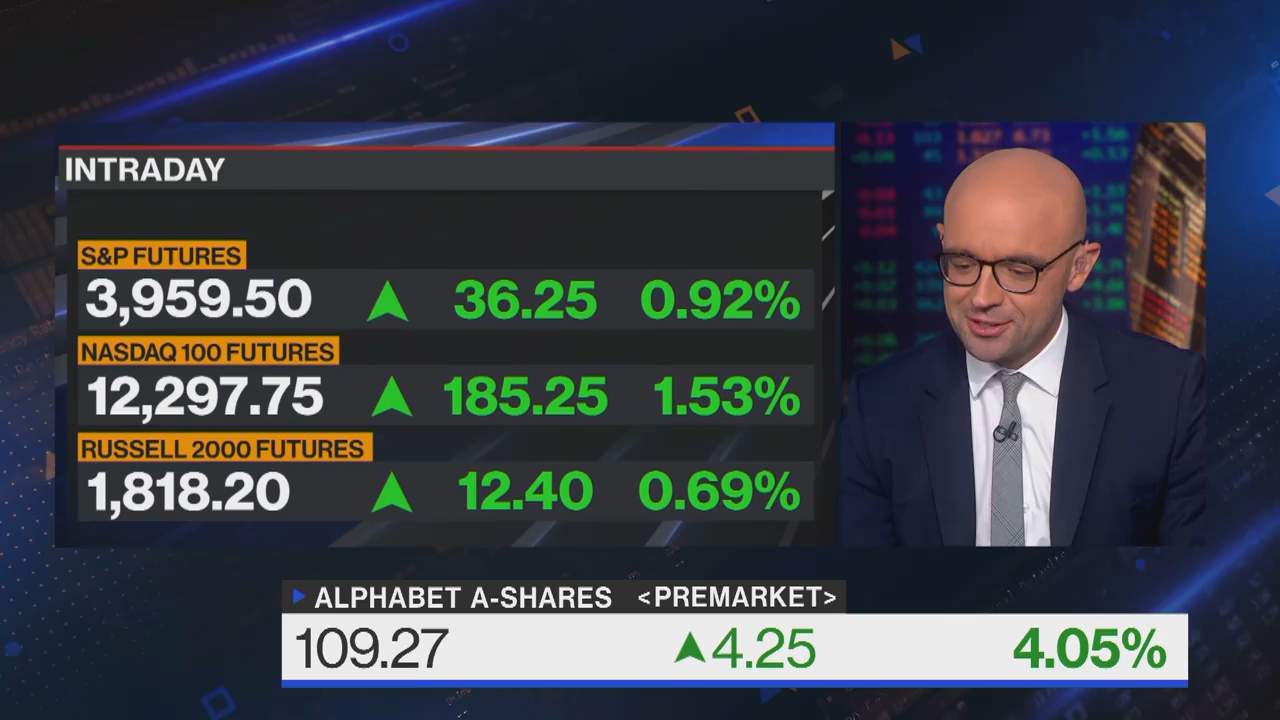 INTRADAY
S&P FUTURES
3,959.50 ▲ 36.25 0.92%
NASDAQ 100 FUTURES
12,297.75 ▲ 185.25 1.53%
RUSSELL 2000 FUTURES
1,818.20 ▲ 12.40 0.69%
ALPHABET A-SHARES <PREMARKET>
109.27 ▲4.25 4.05%